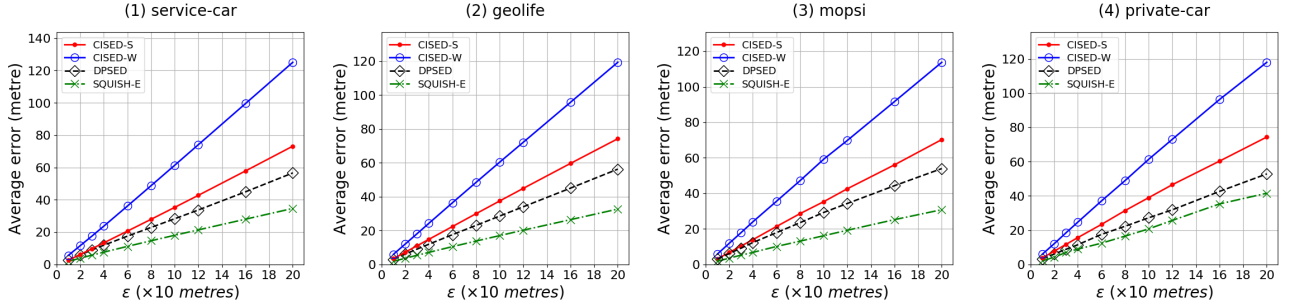 (1) service-car
Average error (metre)
140
120
100
80
60
40
20
0
CISED-S
CISED-W
DPSED
SQUISH-E
0 2 4 6 8 10 12 14 16 18 20
ε (×10 metres)
(2) geolife
Average error (metre)
120
100
80
60
40
20
0
CISED-S
CISED-W
DPSED
SQUISH-E
0 2 4 6 8 10 12 14 16 18 20
ε (×10 metres)
(3) mopsi
Average error (metre)
120
100
80
60
40
20
0
CISED-S
CISED-W
DPSED
SQUISH-E
0 2 4 6 8 10 12 14 16 18 20
ε (×10 metres)
(4) private-car
Average error (metre)
120
100
80
60
40
20
0
CISED-S
CISED-W
DPSED
SQUISH-E
0 2 4 6 8 10 12 14 16 18 20
ε (×10 metres)